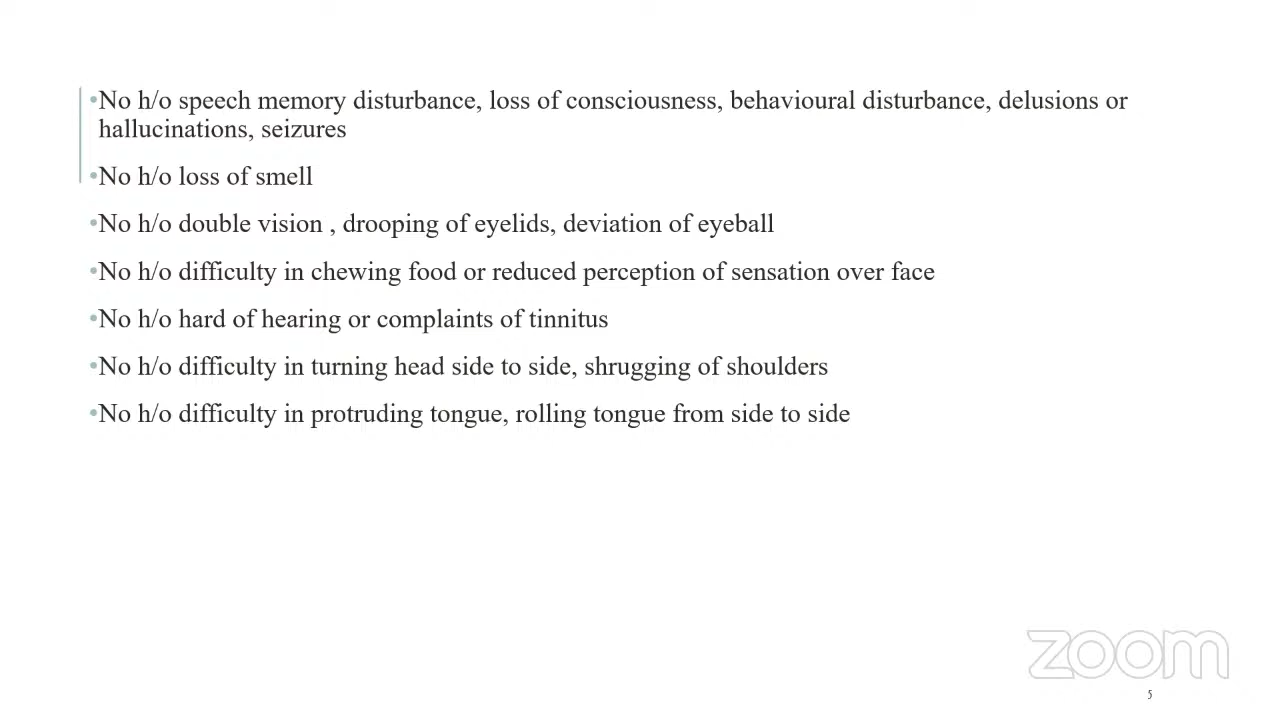 •No h/o speech memory disturbance, loss of consciousness, behavioural disturbance, delusions or
hallucinations, seizures
•No h/o loss of smell
•No h/o double vision , drooping of eyelids, deviation of eyeball
•No h/o difficulty in chewing food or reduced perception of sensation over face
•No h/o hard of hearing or complaints of tinnitus
•No h/o difficulty in turning head side to side, shrugging of shoulders
•No h/o difficulty in protruding tongue, rolling tongue from side to side
zoom
5